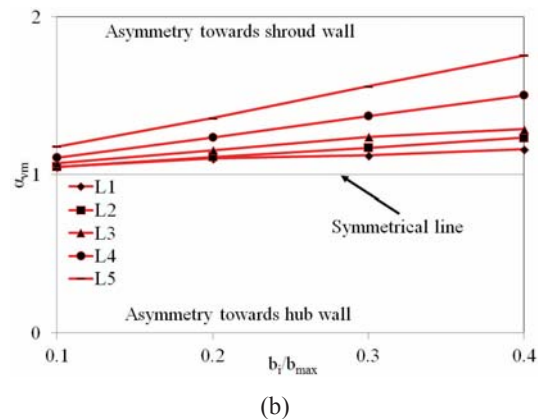 2
Asymmetry towards shroud wall
α_vm
1
L1
L2
L3
L4
L5
Symmetrical line
Asymmetry towards hub wall
0
0.1 0.2 0.3 0.4
b_i/b_max
(b)